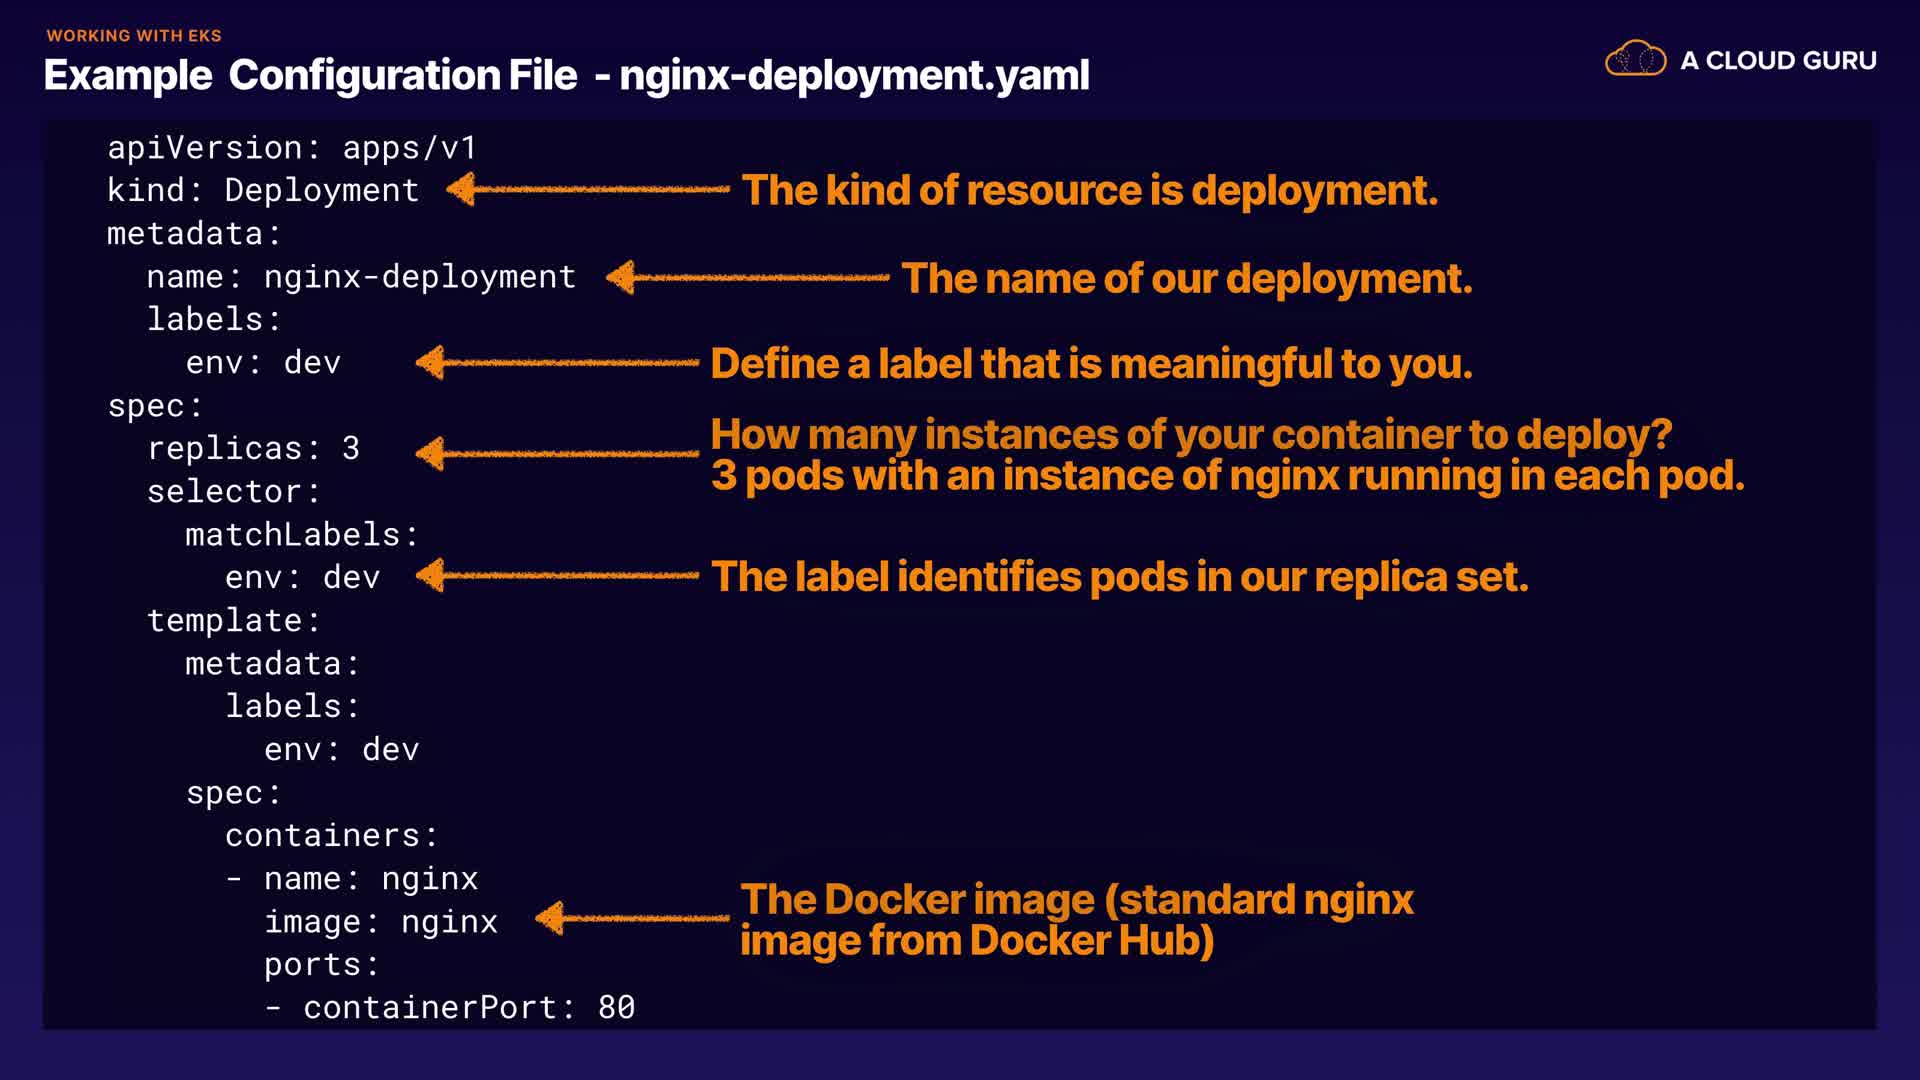 WORKING WITH EKS
Example Configuration File - nginx-deployment.yaml
A CLOUD GURU
apiVersion: apps/v1
kind: Deployment
The kind of resource is deployment.
metadata:
name: nginx-deployment
The name of our deployment.
labels:
env: dev
Define a label that is meaningful to you.
spec:
replicas: 3
How many instances of your container to deploy?
3 pods with an instance of nginx running in each pod.
selector:
matchLabels:
env: dev
The label identifies pods in our replica set.
template:
metadata:
labels:
env: dev
spec:
containers:
- name: nginx
image: nginx
The Docker image (standard nginx
image from Docker Hub)
ports:
- containerPort: 80